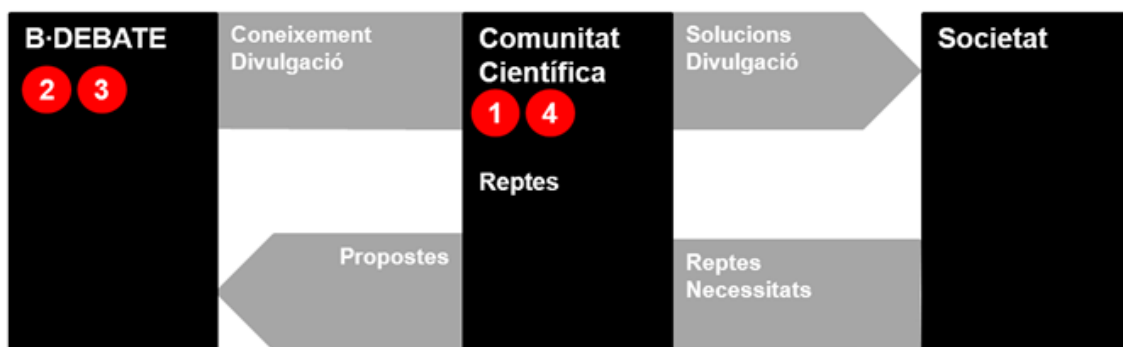 B·DEBATE
2 3
Coneixement
Divulgació
Comunitat
Científica
1 4
Reptes
Solucions
Divulgació
Societat
Propostes
Reptes
Necessitats